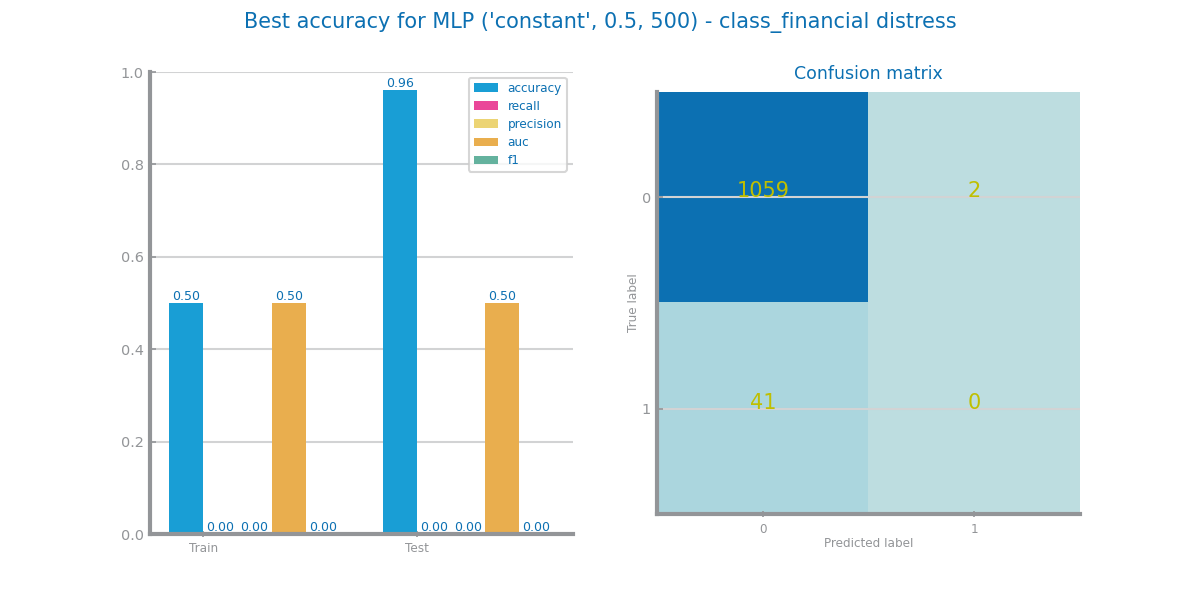 Best accuracy for MLP ('constant', 0.5, 500) - class_financial distress
1.0
0.8
0.6
0.4
0.2
0.0
0.50
0.00
0.00
0.50
0.00
0.96
0.00
0.00
0.50
0.00
Train
Test
accuracy
recall
precision
auc
f1
Confusion matrix
True label
0
1
1059
2
41
0
0
1
Predicted label